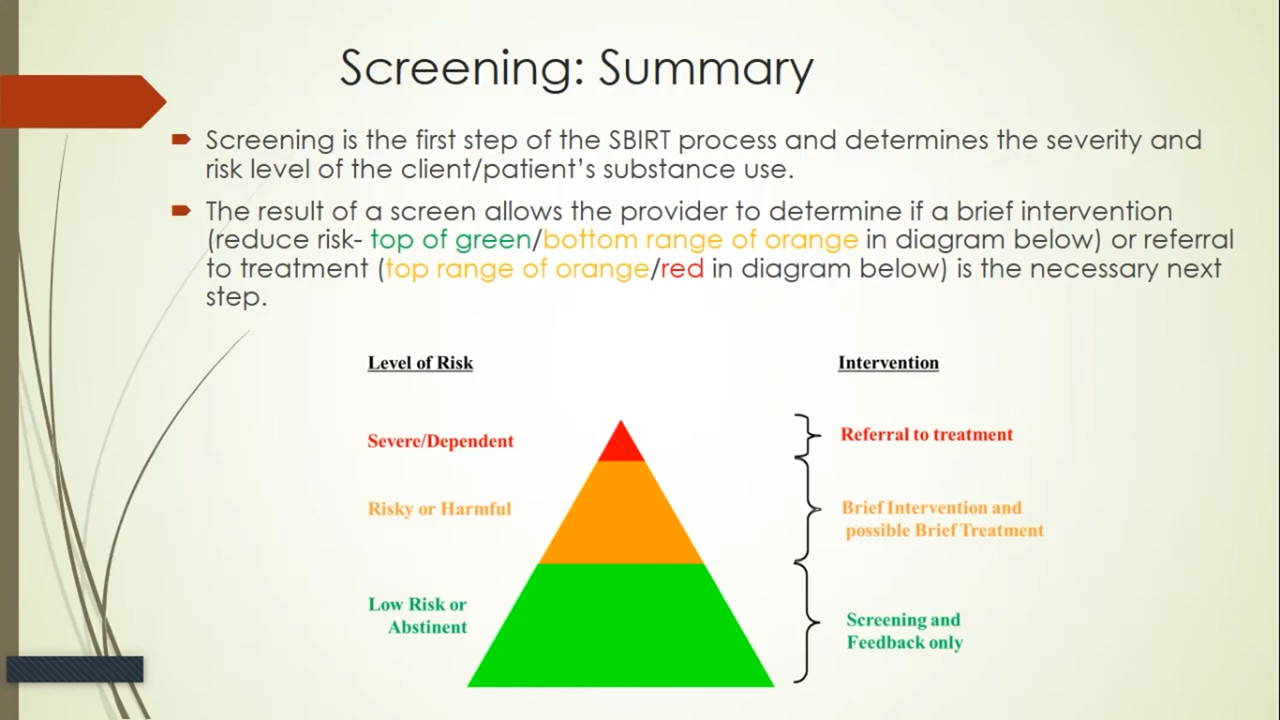 Screening: Summary
Screening is the first step of the SBIRT process and determines the severity and
risk level of the client/patient's substance use.
The result of a screen allows the provider to determine if a brief intervention
(reduce risk- top of green/bottom range of orange in diagram below) or referral
to treatment (top range of orange/red in diagram below) is the necessary next
step.
Level of Risk
Intervention
Severe/Dependent
Referral to treatment
Risky or Harmful
Brief Intervention and
possible Brief Treatment
Low Risk or
Abstinent
Screening and
Feedback only